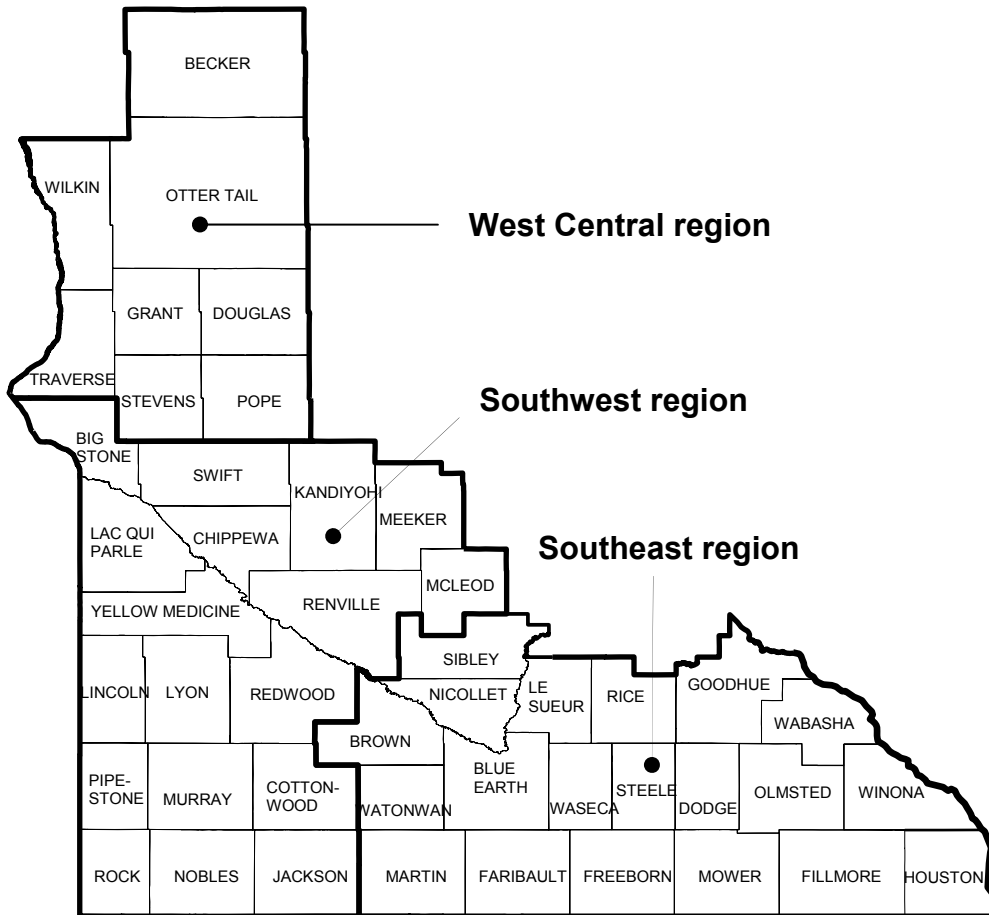 BECKER
WILKIN
OTTER TAIL
West Central region
GRANT
DOUGLAS
TRAVERSE
STEVENS
POPE
Southwest region
BIG
STONE
SWIFT
KANDIYOHI
MEEKER
LAC QUI
PARLE
CHIPPEWA
Southeast region
MCLEOD
YELLOW MEDICINE
RENVILLE
SIBLEY
LINCOLN
LYON
REDWOOD
NICOLLET
LE
SUEUR
RICE
GOODHUE
WABASHA
BROWN
PIPE-
STONE
MURRAY
COTTON-
WOOD
WATONWAN
BLUE
EARTH
WASECA
STEELE
DODGE
OLMSTED
WINONA
ROCK
NOBLES
JACKSON
MARTIN
FARIBAULT
FREEBORN
MOWER
FILLMORE
HOUSTON